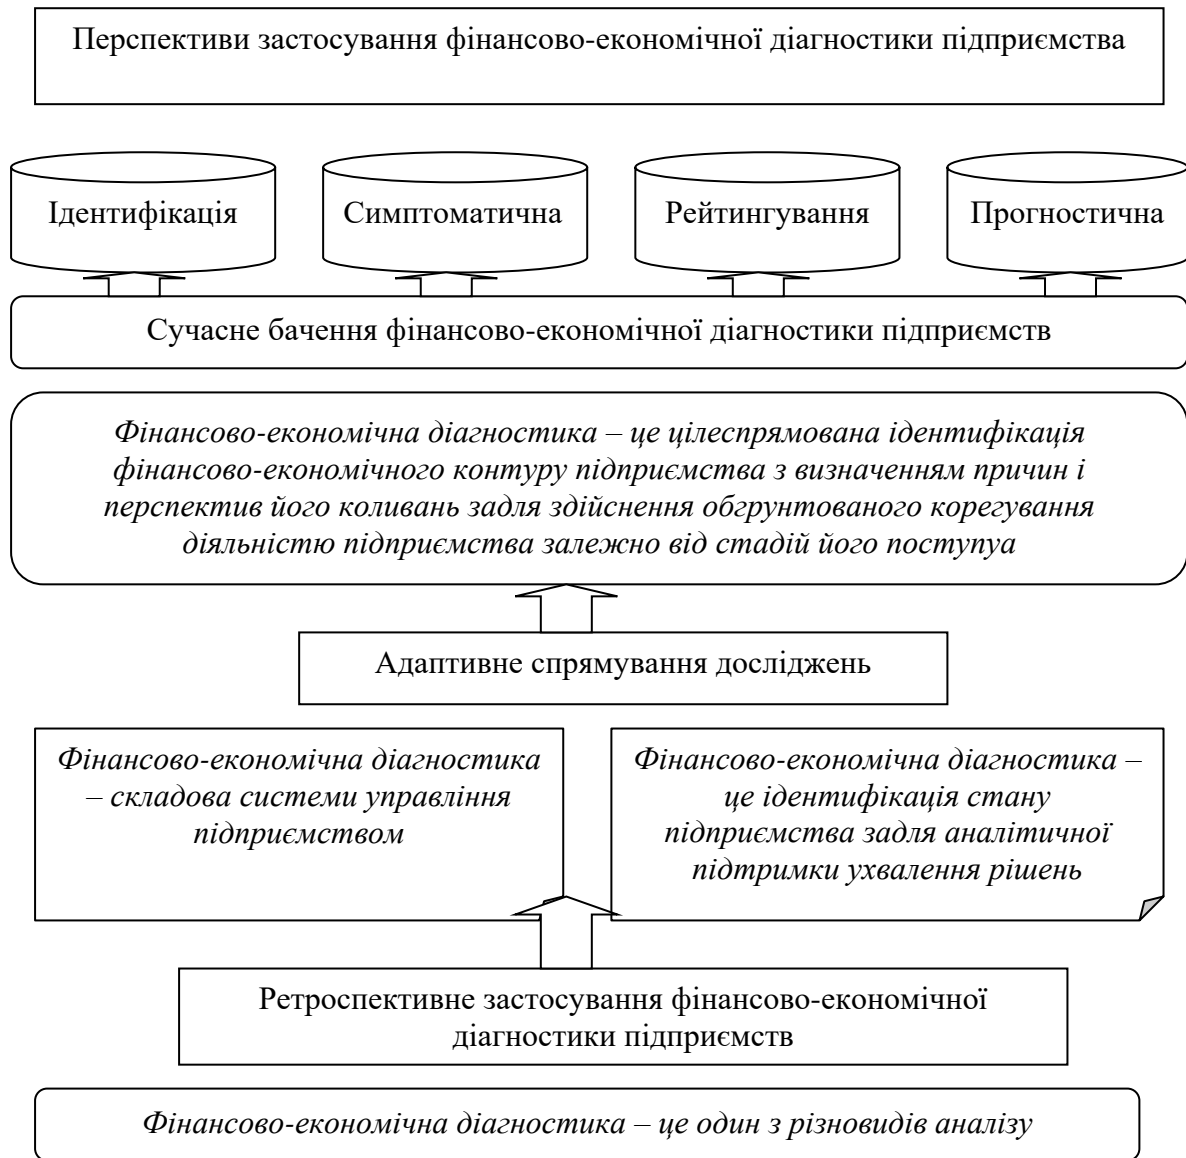 Перспективи застосування фінансово-економічної діагностики підприємства
Ідентифікація
Симптоматична
Рейтингування
Прогностична
Сучасне бачення фінансово-економічної діагностики підприємств
Фінансово-економічна діагностика – це цілеспрямована ідентифікація
фінансово-економічного контуру підприємства з визначенням причин і
перспектив його коливань задля здійснення обгрунтованого корегування
діяльністю підприємства залежно від стадій його поступуа
Адаптивне спрямування досліджень
Фінансово-економічна діагностика
– складова системи управління
підприємством
Фінансово-економічна діагностика –
це ідентифікація стану
підприємства задля аналітичної
підтримки ухвалення рішень
Ретроспективне застосування фінансово-економічної
діагностики підприємств
Фінансово-економічна діагностика – це один з різновидів аналізу